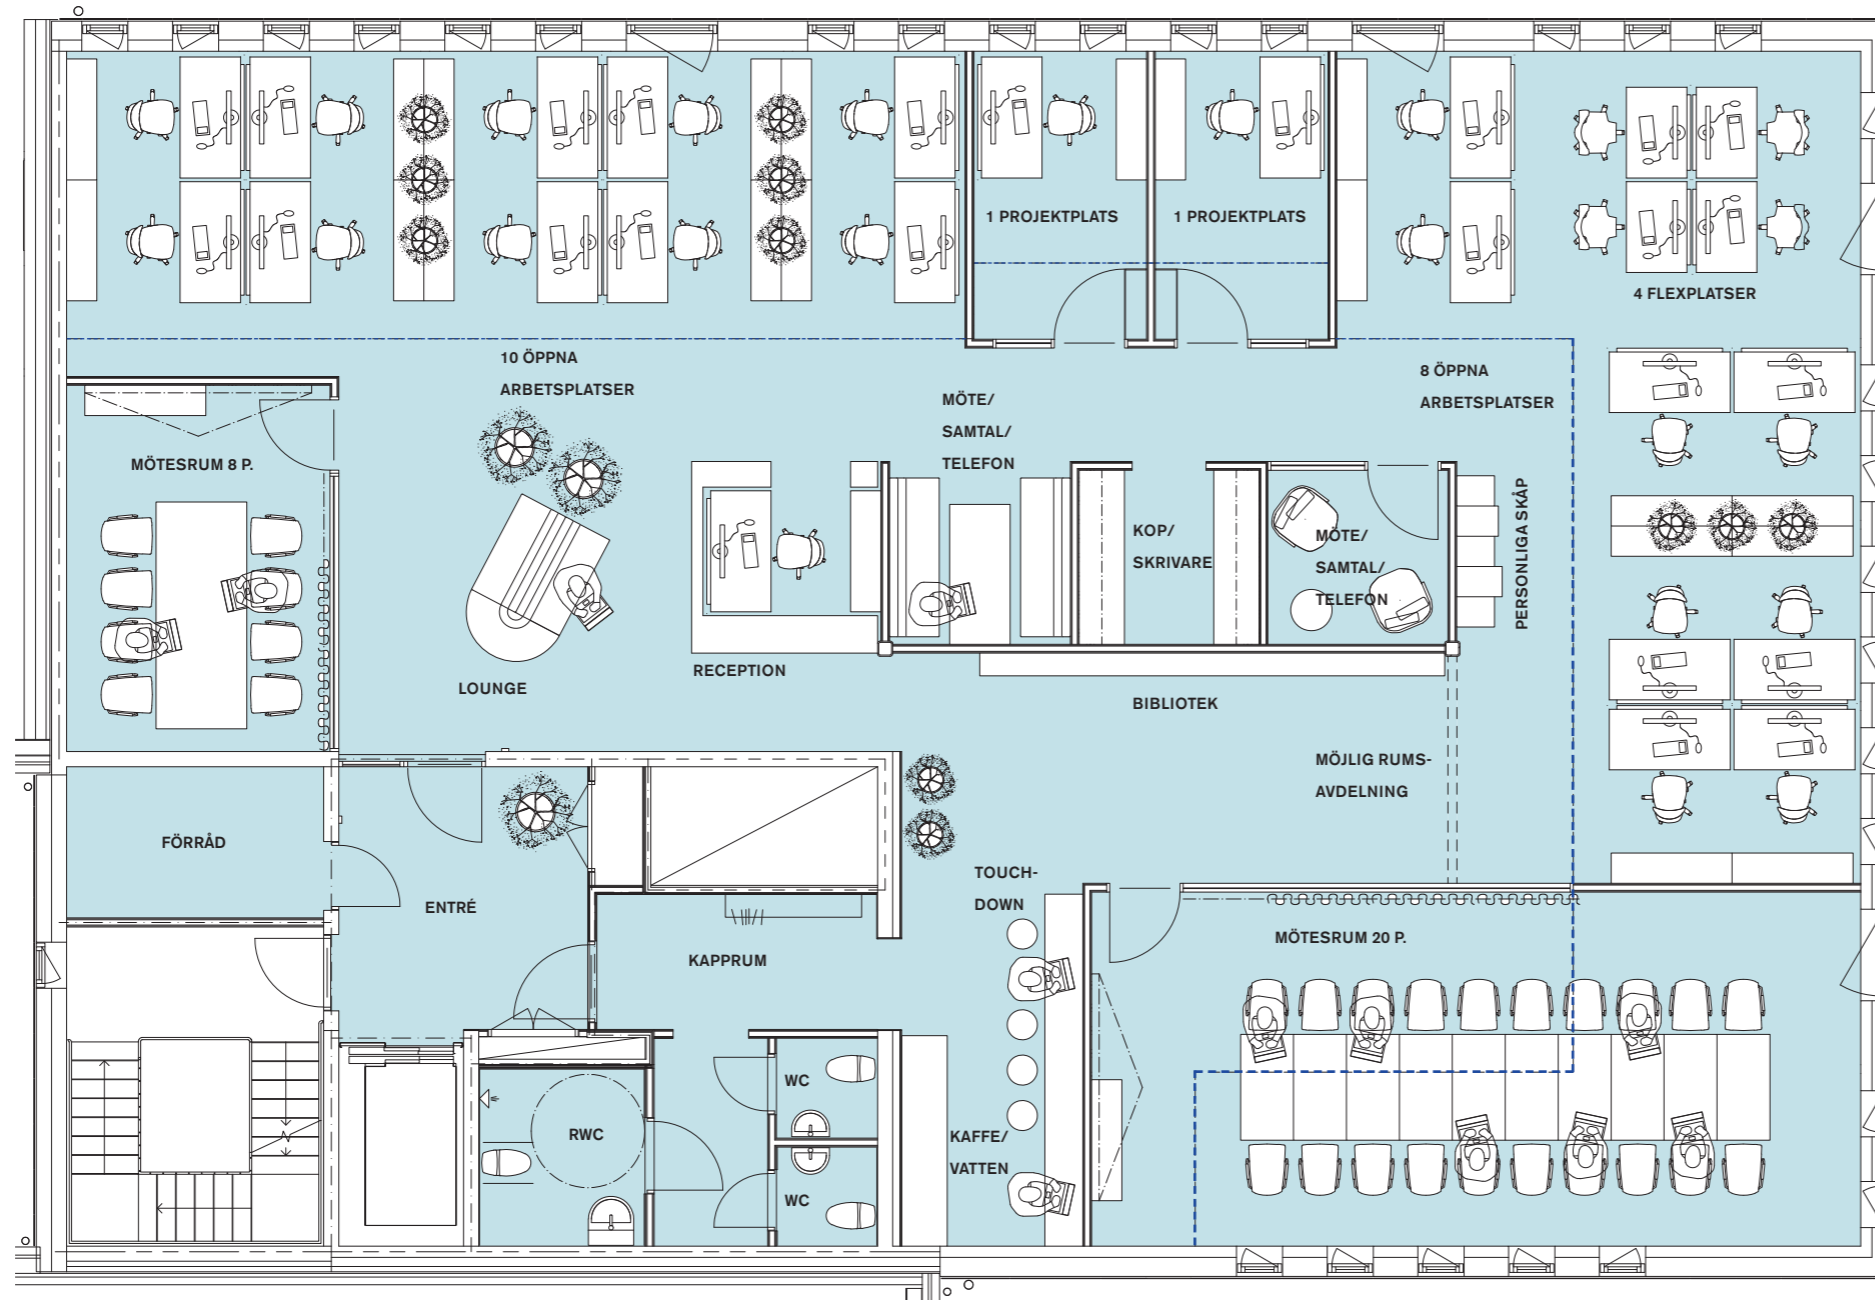 1 PROJEKTPLATS
1 PROJEKTPLATS
4 FLEXPLATSER
10 ÖPPNA
ARBETSPLATSER
8 ÖPPNA
ARBETSPLATSER
MÖTE/
SAMTAL/
TELEFON
MÖTESRUM 8 P.
KOP/
SKRIVARE
MÖTE/
SAMTAL/
TELEFON
PERSONLIGA SKÅP
LOUNGE
RECEPTION
BIBLIOTEK
MÖJLIG RUMS-
AVDELNING
FÖRRÅD
ENTRÉ
TOUCH-
DOWN
KAPPRUM
MÖTESRUM 20 P.
WC
RWC
KAFFE/
VATTEN
WC